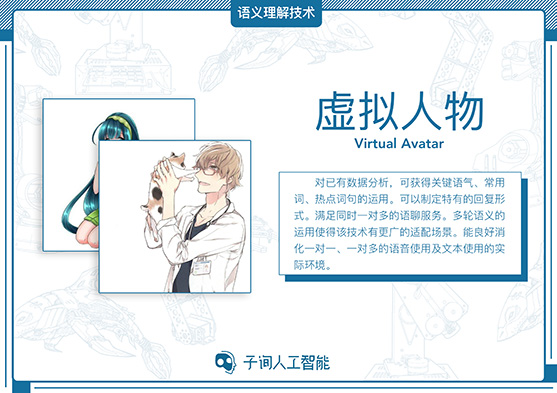 语义理解技术
虚拟人物
Virtual Avatar
对已有数据分析，可获得关键语气、常用
词、热点词句的运用。可以制定特有的回复形
式。满足同时一对多的语聊服务。多轮语义的
运用使得该技术有更广的适配场景。能良好消
化一对一、一对多的语音使用及文本使用的实
际环境。
子询人工智能